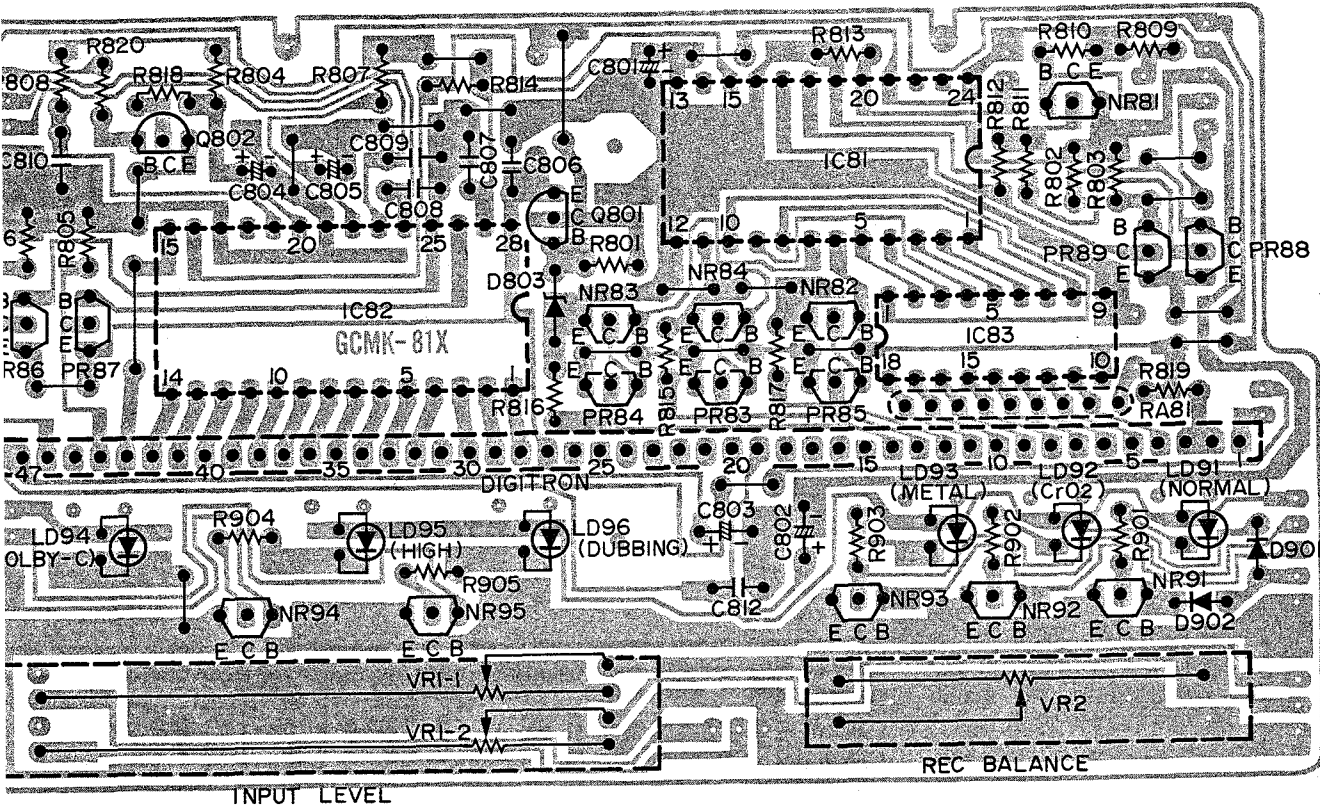 R820
R813
R810
R809
C801
808
R818
R804
R807
R814
B C E
13
15
20
24
R812
R811
NR81
Q802
C809
C807
C806
IC81
R802
R803
C810
B C E
C804
C805
C808
E
C
B
Q801
12
10
5
1
B
C
E
PR89
B
C
E
PR88
6
R805
15
20
25
28
R801
D803
NR84
NR83
NR82
B
C
E
B
C
E
IC82
GCMK-81X
E C B
E C B
E C B
1
5
9
IC83
R86
PR87
14
10
5
1
R816
E C B
E C B
E C B
18
15
10
R819
PR84
R815
PR83
R817
PR85
RA81
47
40
35
30
25
20
15
10
5
1
DIGITRON
LD93
(METAL)
LD92
(CrO2)
LD91
(NORMAL)
LD94
OLBY-C)
R904
LD95
(HIGH)
LD96
(DUBBING)
C803
C802
R903
R902
R901
D901
R905
C812
NR94
NR95
NR93
NR92
NR91
D902
E C B
E C B
E C B
E C B
E C B
VR1-1
VR1-2
VR2
REC BALANCE
INPUT LEVEL